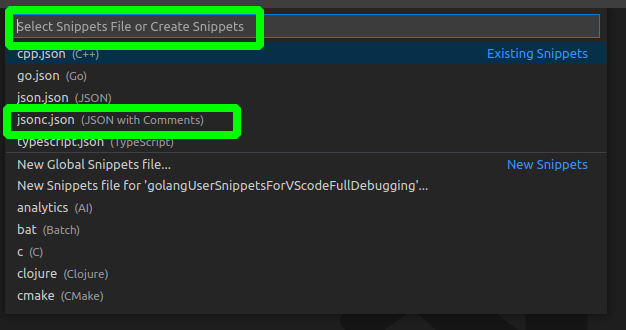 Select Snippets File or Create Snippets
cpp.json (C++) Existing Snippets
go.json (Go)
json.json (JSON)
jsonc.json (JSON with Comments)
typescript.json (TypeScript)
New Global Snippets file... New Snippets
New Snippets file for 'golangUserSnippetsForVScodeFullDebugging'...
analytics (AI)
bat (Batch)
c (C)
clojure (Clojure)
cmake (CMake)